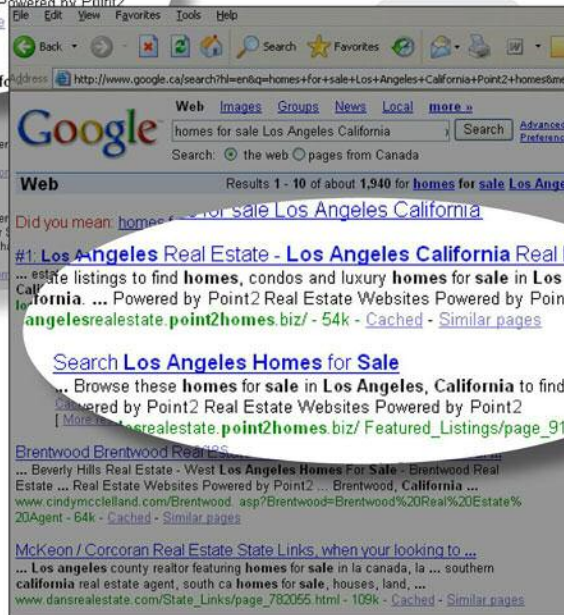 Powered by Point2
File Edit View Favorites Tools Help
Back Search Favorites
Address http://www.google.ca/search?hl=en&q=homes+for+sale+Los+Angeles+California+Point2+homes&me
Web Images Groups News Local more »
Google
homes for sale Los Angeles California Search Advanced
Preferenc
Search: the web pages from Canada
Web Results 1 - 10 of about 1,940 for homes for sale Los Ange
Did you mean: homes for sale Los Angeles California
#1: Los Angeles Real Estate - Los Angeles California Real
... estate listings to find homes, condos and luxury homes for sale in Los
California. ... Powered by Point2 Real Estate Websites Powered by Poin
angelesrealestate.point2homes.biz/ - 54k - Cached - Similar pages
Search Los Angeles Homes for Sale
... Browse these homes for sale in Los Angeles, California to find
Powered by Point2 Real Estate Websites Powered by Point2
realestate.point2homes.biz/ Featured_Listings/page_91
[ More re
Brentwood Brentwood Real Es
... Beverly Hills Real Estate - West Los Angeles Homes For Sale - Brentwood Real
Estate ... Real Estate Websites Powered by Point2 ... Brentwood, California ...
www.cindymcclelland.com/Brentwood. asp?Brentwood=Brentwood%20Real%20Estate%
20Agent - 64k - Cached - Similar pages
McKeon / Corcoran Real Estate State Links, when your looking to ...
... Los angeles county realtor featuring homes for sale in la canada, la ... southern
california real estate agent, south ca homes for sale, houses, land, ...
www.dansrealestate.com/State_Links/page_782055.html - 109k - Cached - Similar pages